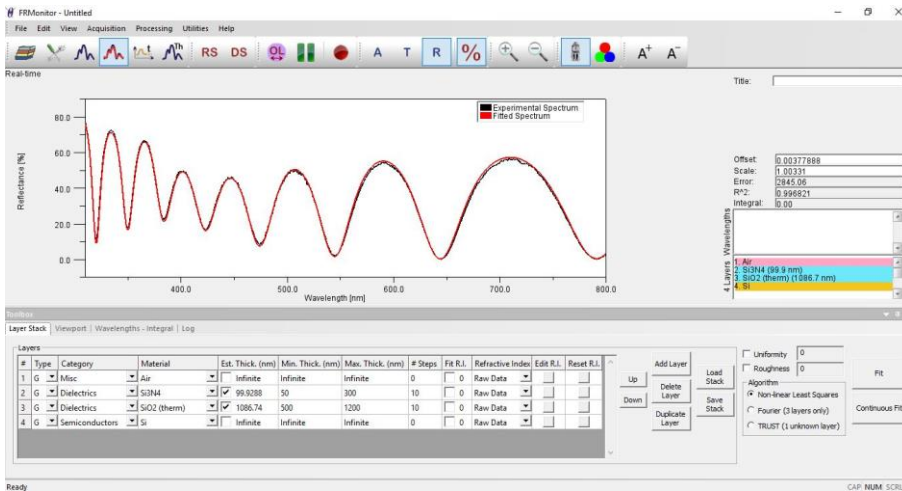 FRMonitor - Untitled
File Edit View Acquisition Processing Utilities Help
t Th RS DS OL A T R % A+ A-
Real-time
Title:
Experimental Spectrum
Fitted Spectrum
80.0
60.0
40.0
20.0
0.0
Reflectance [%]
400.0 500.0 600.0 700.0 800.0
Wavelength [nm]
Offset: 0.00377888
Scale: 1.00331
Error: 2845.06
R^2: 0.996821
Integral: 0.00
Wavelengths
4 Layers
1. Air
2. Si3N4 (99.9 nm)
3. SiO2 (therm) (1086.7 nm)
4. Si
Toolbox
Layer Stack Viewport Wavelengths - Integral Log
Layers
# Type Category Material Est. Thick. (nm) Min. Thick. (nm) Max. Thick. (nm) # Steps Fit R.I. Refractive Index Edit R.I. Reset R.I.
1 G Misc Air Infinite Infinite Infinite 0 0 Raw Data
2 G Dielectrics Si3N4 99.9288 50 300 10 0 Raw Data
3 G Dielectrics SiO2 (therm) 1086.74 500 1200 10 0 Raw Data
4 G Semiconductors Si Infinite Infinite Infinite 0 0 Raw Data
Up
Down
Add Layer
Delete Layer
Duplicate Layer
Load Stack
Save Stack
Uniformity 0
Roughness 0
Algorithm
Non-linear Least Squares
Fourier (3 layers only)
TRUST (1 unknown layer)
Fit
Continuous Fit
Ready
CAP NUM SCRL